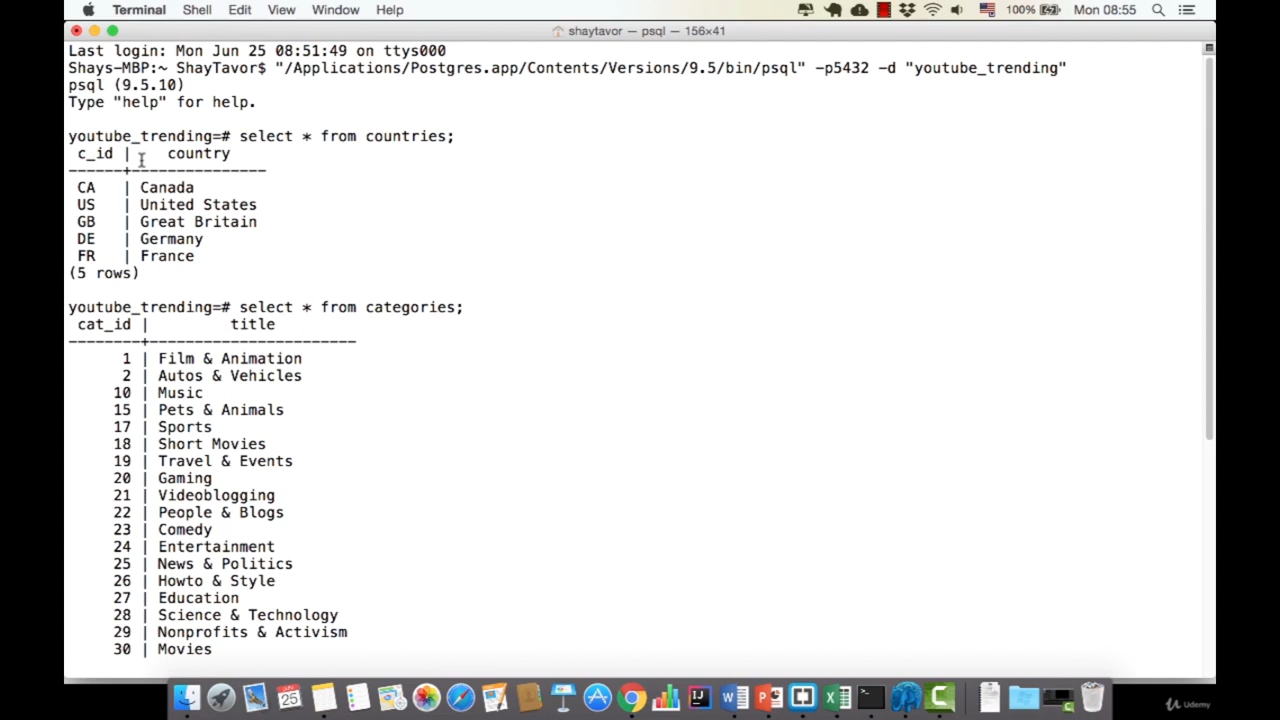 Terminal Shell Edit View Window Help 100% Mon 08:55
shaytavor — psql — 156×41
Last login: Mon Jun 25 08:51:49 on ttys000
Shays-MBP:~ ShayTavor$ "/Applications/Postgres.app/Contents/Versions/9.5/bin/psql" -p5432 -d "youtube_trending"
psql (9.5.10)
Type "help" for help.
youtube_trending=# select * from countries;
c_id | country
------+---------------
CA | Canada
US | United States
GB | Great Britain
DE | Germany
FR | France
(5 rows)
youtube_trending=# select * from categories;
cat_id | title
--------+-----------------------
1 | Film & Animation
2 | Autos & Vehicles
10 | Music
15 | Pets & Animals
17 | Sports
18 | Short Movies
19 | Travel & Events
20 | Gaming
21 | Videoblogging
22 | People & Blogs
23 | Comedy
24 | Entertainment
25 | News & Politics
26 | Howto & Style
27 | Education
28 | Science & Technology
29 | Nonprofits & Activism
30 | Movies
25
Udemy